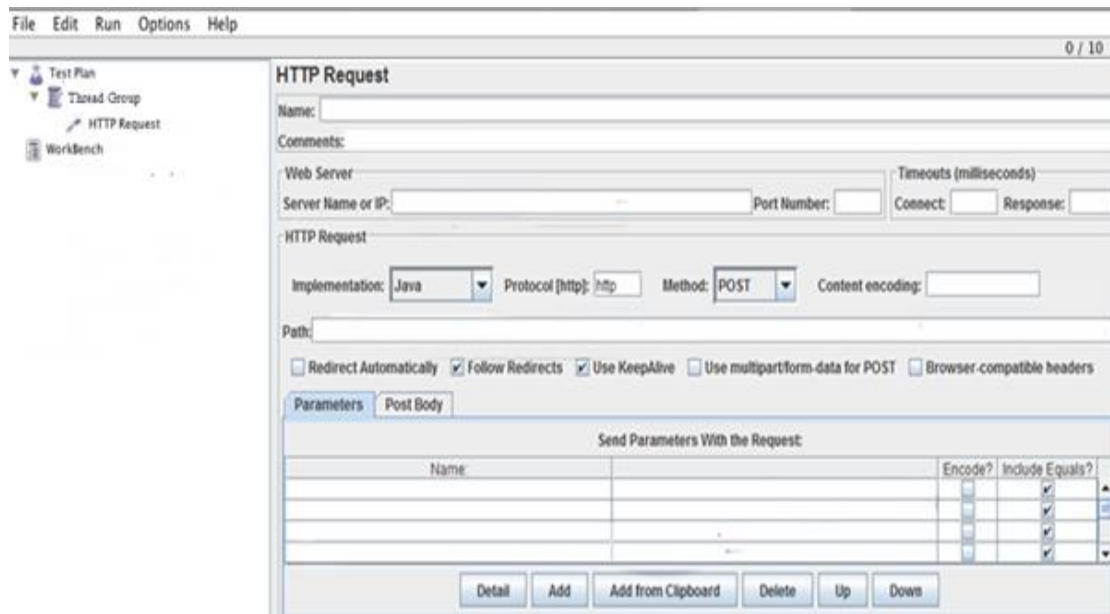 File Edit Run Options Help
0 / 10
Test Plan
Thread Group
HTTP Request
WorkBench
HTTP Request
Name:
Comments:
Web Server
Server Name or IP: Port Number:
Timeouts (milliseconds)
Connect: Response:
HTTP Request
Implementation: Java Protocol [http]: http Method: POST Content encoding:
Path:
Redirect Automatically Follow Redirects Use KeepAlive Use multipart/form-data for POST Browser-compatible headers
Parameters Post Body
Send Parameters With the Request:
Name: Encode? Include Equals?
Detail Add Add from Clipboard Delete Up Down